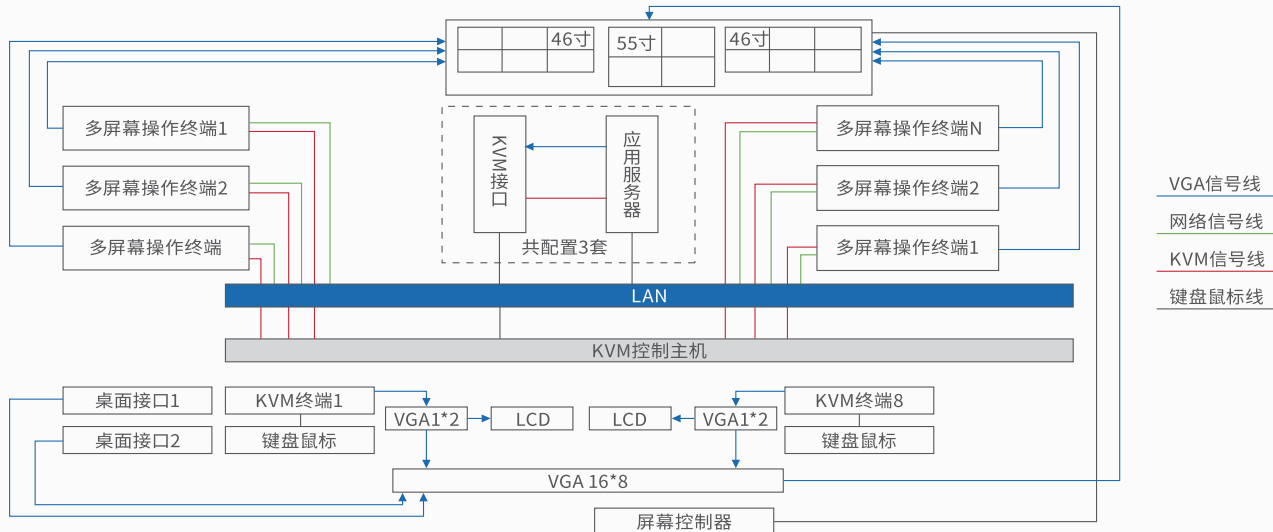 46寸
55寸
46寸
多屏幕操作终端1
多屏幕操作终端2
多屏幕操作终端
KVM接口
应用服务器
共配置3套
多屏幕操作终端N
多屏幕操作终端2
多屏幕操作终端1
VGA信号线
网络信号线
KVM信号线
键盘鼠标线
LAN
KVM控制主机
桌面接口1
桌面接口2
KVM终端1
键盘鼠标
VGA1*2
LCD
LCD
VGA1*2
KVM终端8
键盘鼠标
VGA 16*8
屏幕控制器